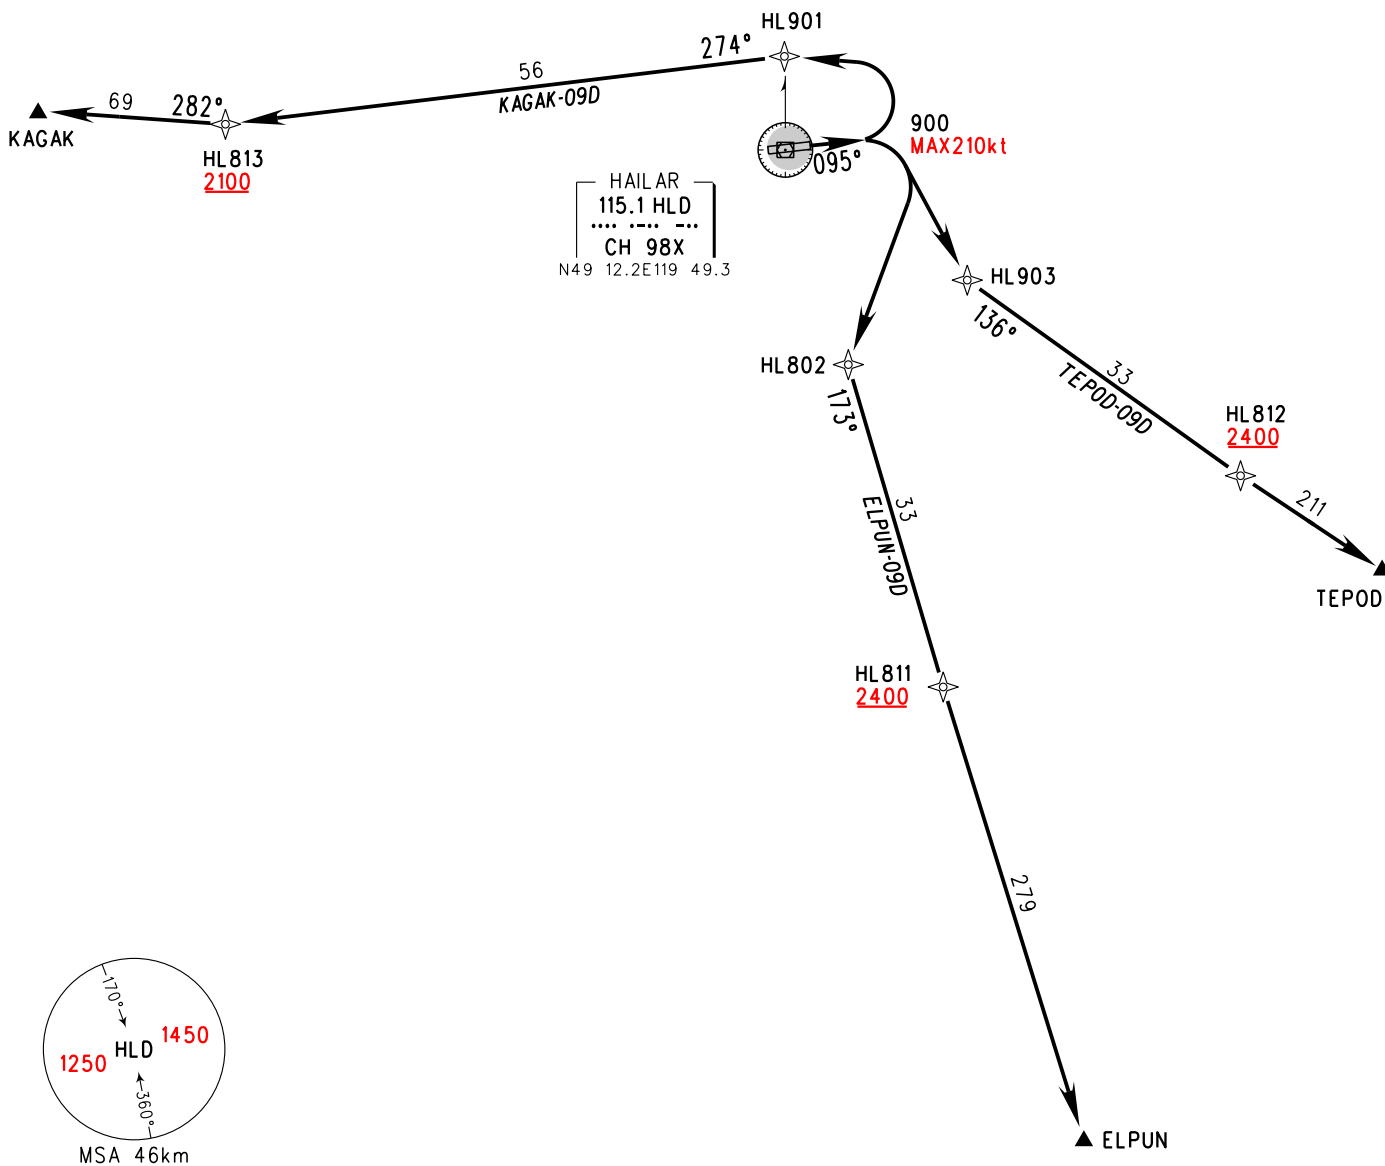 HL901
274°
56
KAGAK-09D
69
282°
KAGAK
HL813
2100
900
MAX210kt
095°
HAILAR
115.1 HLD
···· ·-·· -··
CH 98X
N49 12.2E119 49.3
HL903
136°
33
TEPOD-09D
HL802
173°
HL812
2400
211
TEPOD
33
ELPUN-09D
HL811
2400
279
ELPUN
170°
1450
HLD
1250
360°
MSA 46km